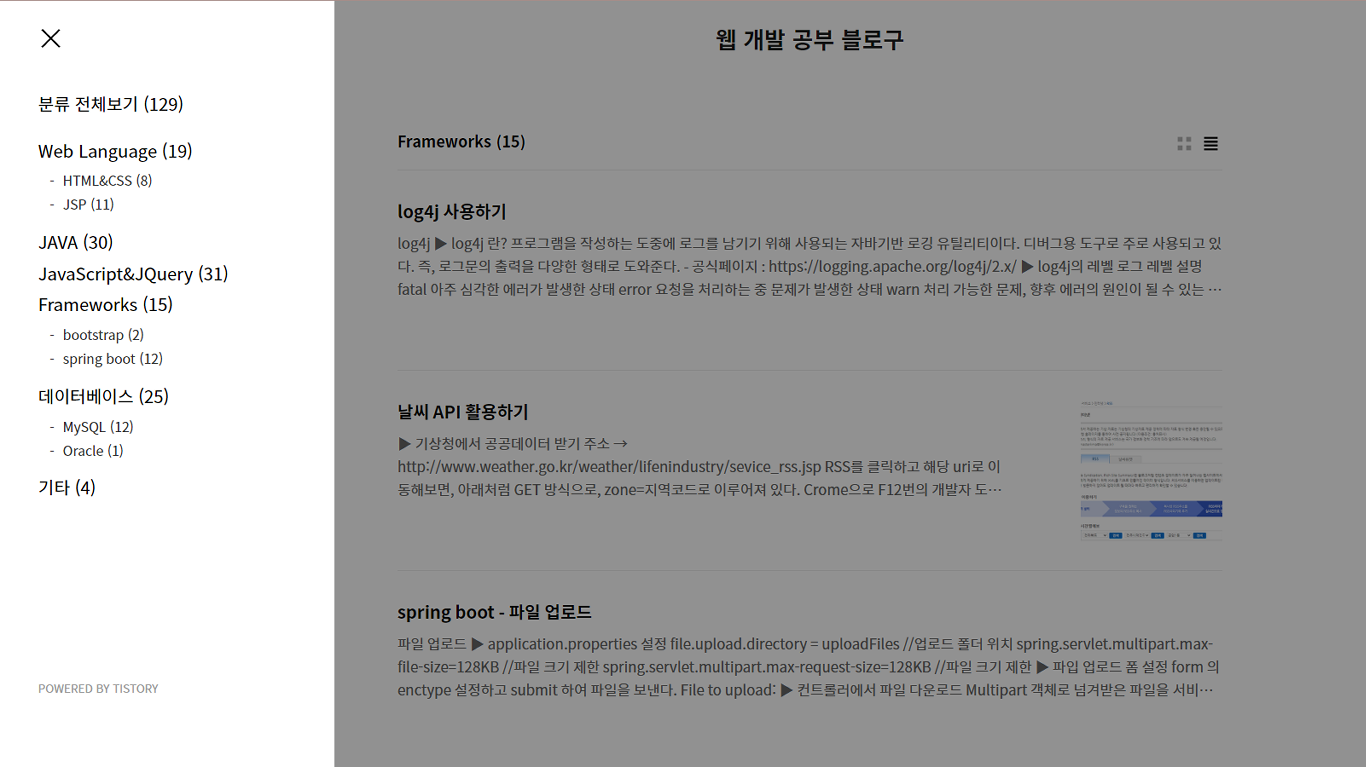 분류 전체보기 (129)
Web Language (19)
- HTML&CSS (8)
- JSP (11)
JAVA (30)
JavaScript&JQuery (31)
Frameworks (15)
- bootstrap (2)
- spring boot (12)
데이터베이스 (25)
- MySQL (12)
- Oracle (1)
기타 (4)
POWERED BY TISTORY
웹 개발 공부 블로구
Frameworks (15)
log4j 사용하기
log4j ▶ log4j 란? 프로그램을 작성하는 도중에 로그를 남기기 위해 사용되는 자바기반 로깅 유틸리티이다. 디버그용 도구로 주로 사용되고 있
다. 즉, 로그문의 출력을 다양한 형태로 도와준다. - 공식페이지 : https://logging.apache.org/log4j/2.x/ ▶ log4j의 레벨 로그 레벨 설명
fatal 아주 심각한 에러가 발생한 상태 error 요청을 처리하는 중 문제가 발생한 상태 warn 처리 가능한 문제, 향후 에러의 원인이 될 수 있는 …
날씨 API 활용하기
▶ 기상청에서 공공데이터 받기 주소 →
http://www.weather.go.kr/weather/lifenindustry/sevice_rss.jsp RSS를 클릭하고 해당 uri로 이
동해보면, 아래처럼 GET 방식으로, zone=지역코드로 이루어져 있다. Crome으로 F12번의 개발자 도…
spring boot - 파일 업로드
파일 업로드 ▶ application.properties 설정 file.upload.directory = uploadFiles //업로드 폴더 위치 spring.servlet.multipart.max-
file-size=128KB //파일 크기 제한 spring.servlet.multipart.max-request-size=128KB //파일 크기 제한 ▶ 파입 업로드 폼 설정 form 의
enctype 설정하고 submit 하여 파일을 보낸다. File to upload: ▶ 컨트롤러에서 파일 다운로드 Multipart 객체로 넘겨받은 파일을 서비…